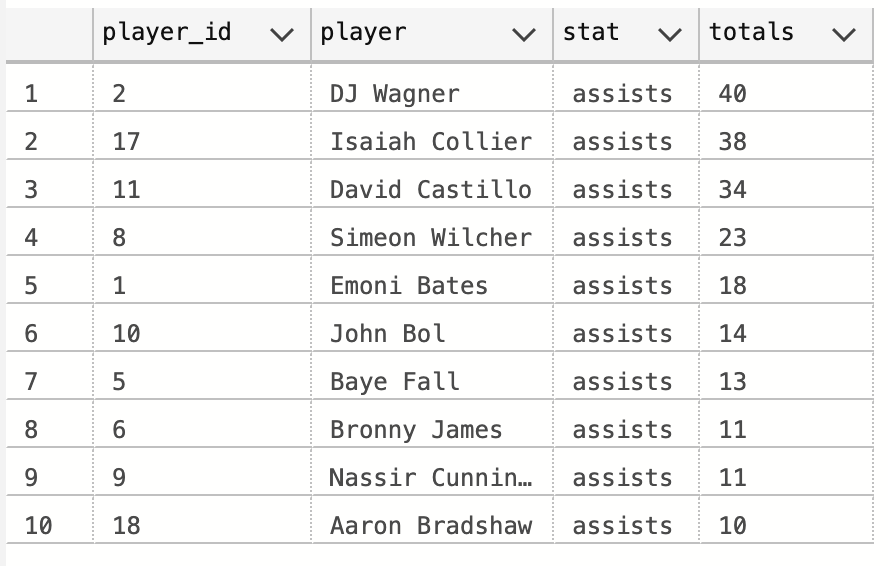 player_id player stat totals
1 2 DJ Wagner assists 40
2 17 Isaiah Collier assists 38
3 11 David Castillo assists 34
4 8 Simeon Wilcher assists 23
5 1 Emoni Bates assists 18
6 10 John Bol assists 14
7 5 Baye Fall assists 13
8 6 Bronny James assists 11
9 9 Nassir Cunnin… assists 11
10 18 Aaron Bradshaw assists 10